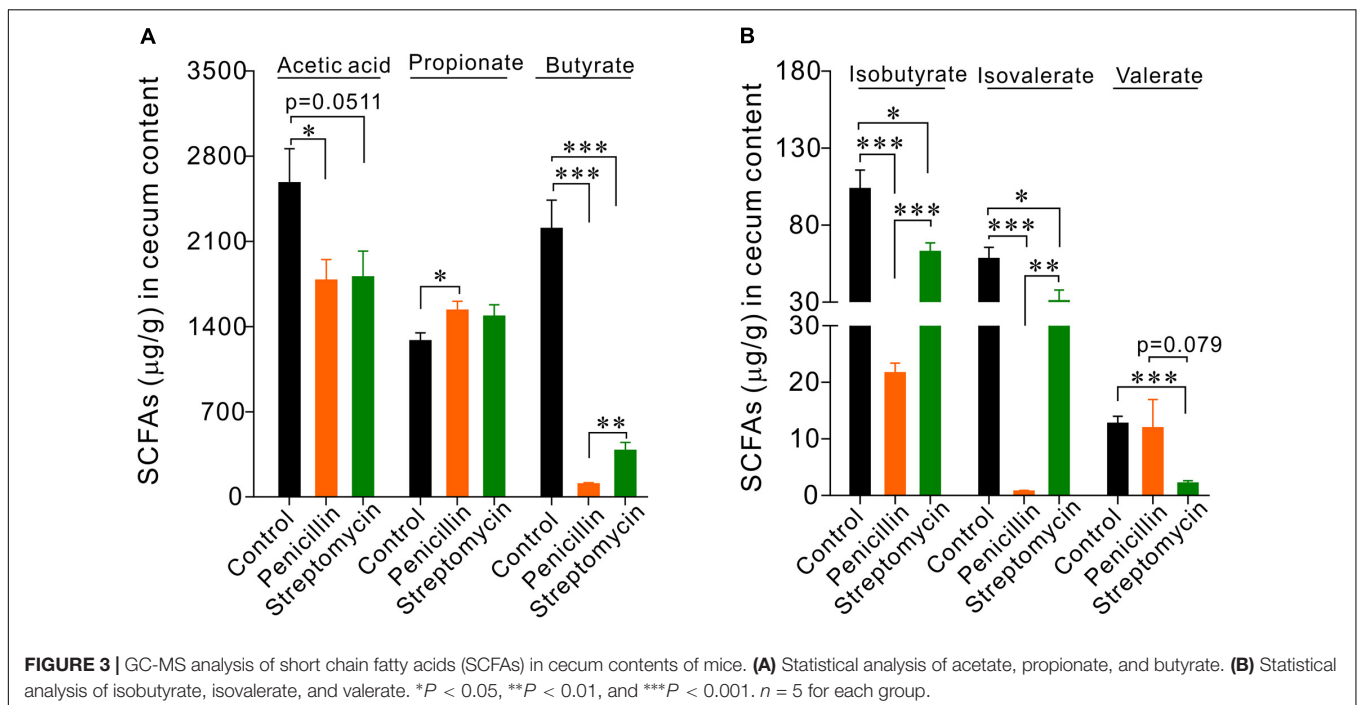 A
Acetic acid Propionate Butyrate
SCFAs (μg/g) in cecum content
3500
2800
2100
1400
700
0
p=0.0511
*
*
***
***
**
Control Penicillin Streptomycin Control Penicillin Streptomycin Control Penicillin Streptomycin
B
Isobutyrate Isovalerate Valerate
SCFAs (μg/g) in cecum content
180
130
80
30
30
20
10
0
*
***
***
*
***
**
p=0.079
***
Control Penicillin Streptomycin Control Penicillin Streptomycin Control Penicillin Streptomycin
FIGURE 3 | GC-MS analysis of short chain fatty acids (SCFAs) in cecum contents of mice. (A) Statistical analysis of acetate, propionate, and butyrate. (B) Statistical
analysis of isobutyrate, isovalerate, and valerate. *P < 0.05, **P < 0.01, and ***P < 0.001. n = 5 for each group.